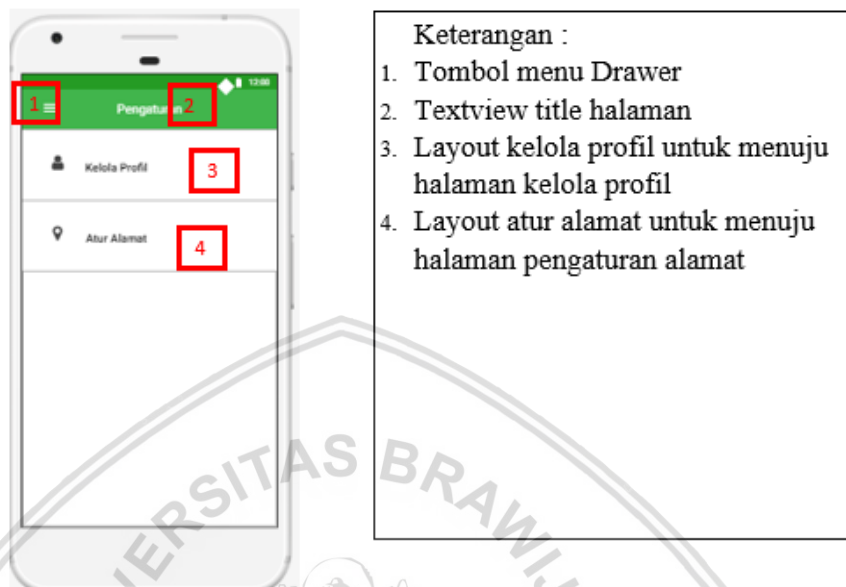 12:00
1
Pengaturan
2
Kelola Profil
3
Atur Alamat
4
Keterangan :
1. Tombol menu Drawer
2. Textview title halaman
3. Layout kelola profil untuk menuju
halaman kelola profil
4. Layout atur alamat untuk menuju
halaman pengaturan alamat
ERSITAS BRAWIJ